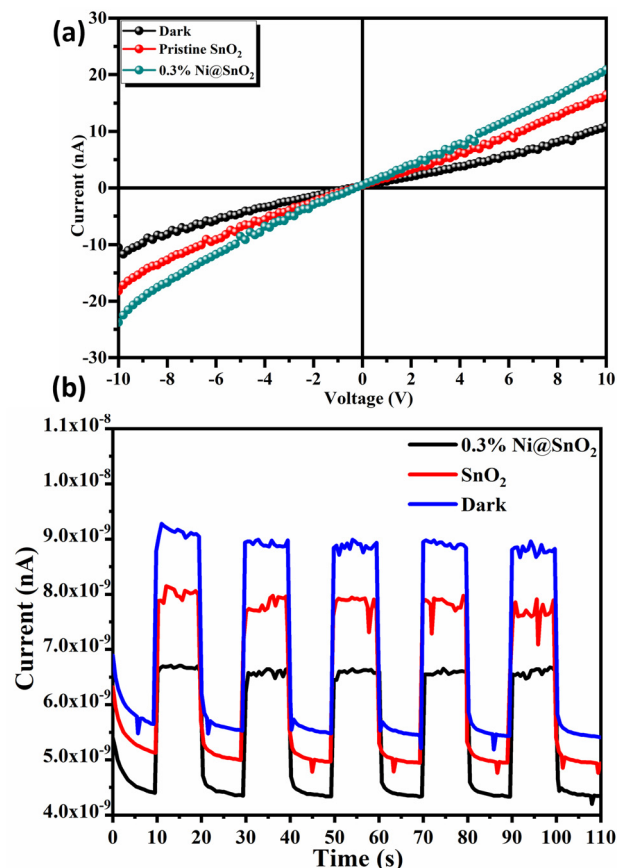 (a)
Dark
Pristine SnO₂
0.3% Ni@SnO₂
30
20
10
0
-10
-20
-30
Current (nA)
-10 -8 -6 -4 -2 0 2 4 6 8 10
Voltage (V)
(b)
0.3% Ni@SnO₂
SnO₂
Dark
1.1x10⁻⁸
1.0x10⁻⁸
9.0x10⁻⁹
8.0x10⁻⁹
7.0x10⁻⁹
6.0x10⁻⁹
5.0x10⁻⁹
4.0x10⁻⁹
Current (nA)
0 10 20 30 40 50 60 70 80 90 100 110
Time (s)